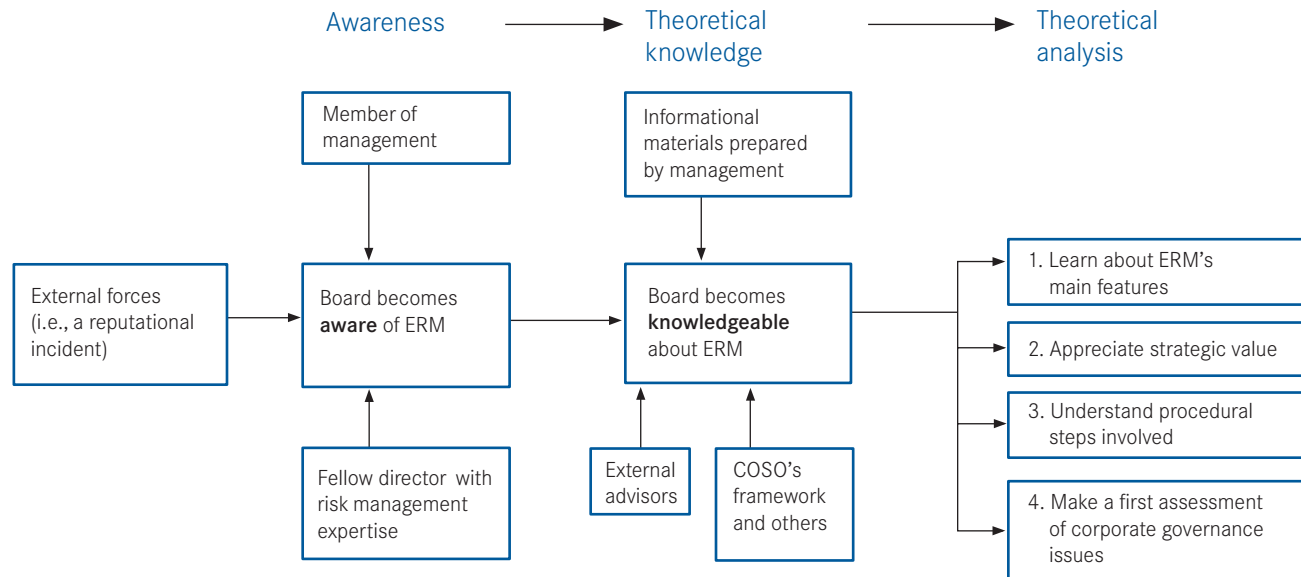 Awareness
Theoretical
knowledge
Theoretical
analysis
Member of
management
Informational
materials prepared
by management
External forces
(i.e., a reputational
incident)
Board becomes
aware of ERM
Board becomes
knowledgeable
about ERM
1. Learn about ERM's
main features
2. Appreciate strategic value
3. Understand procedural
steps involved
4. Make a first assessment
of corporate governance
issues
Fellow director with
risk management
expertise
External
advisors
COSO's
framework
and others